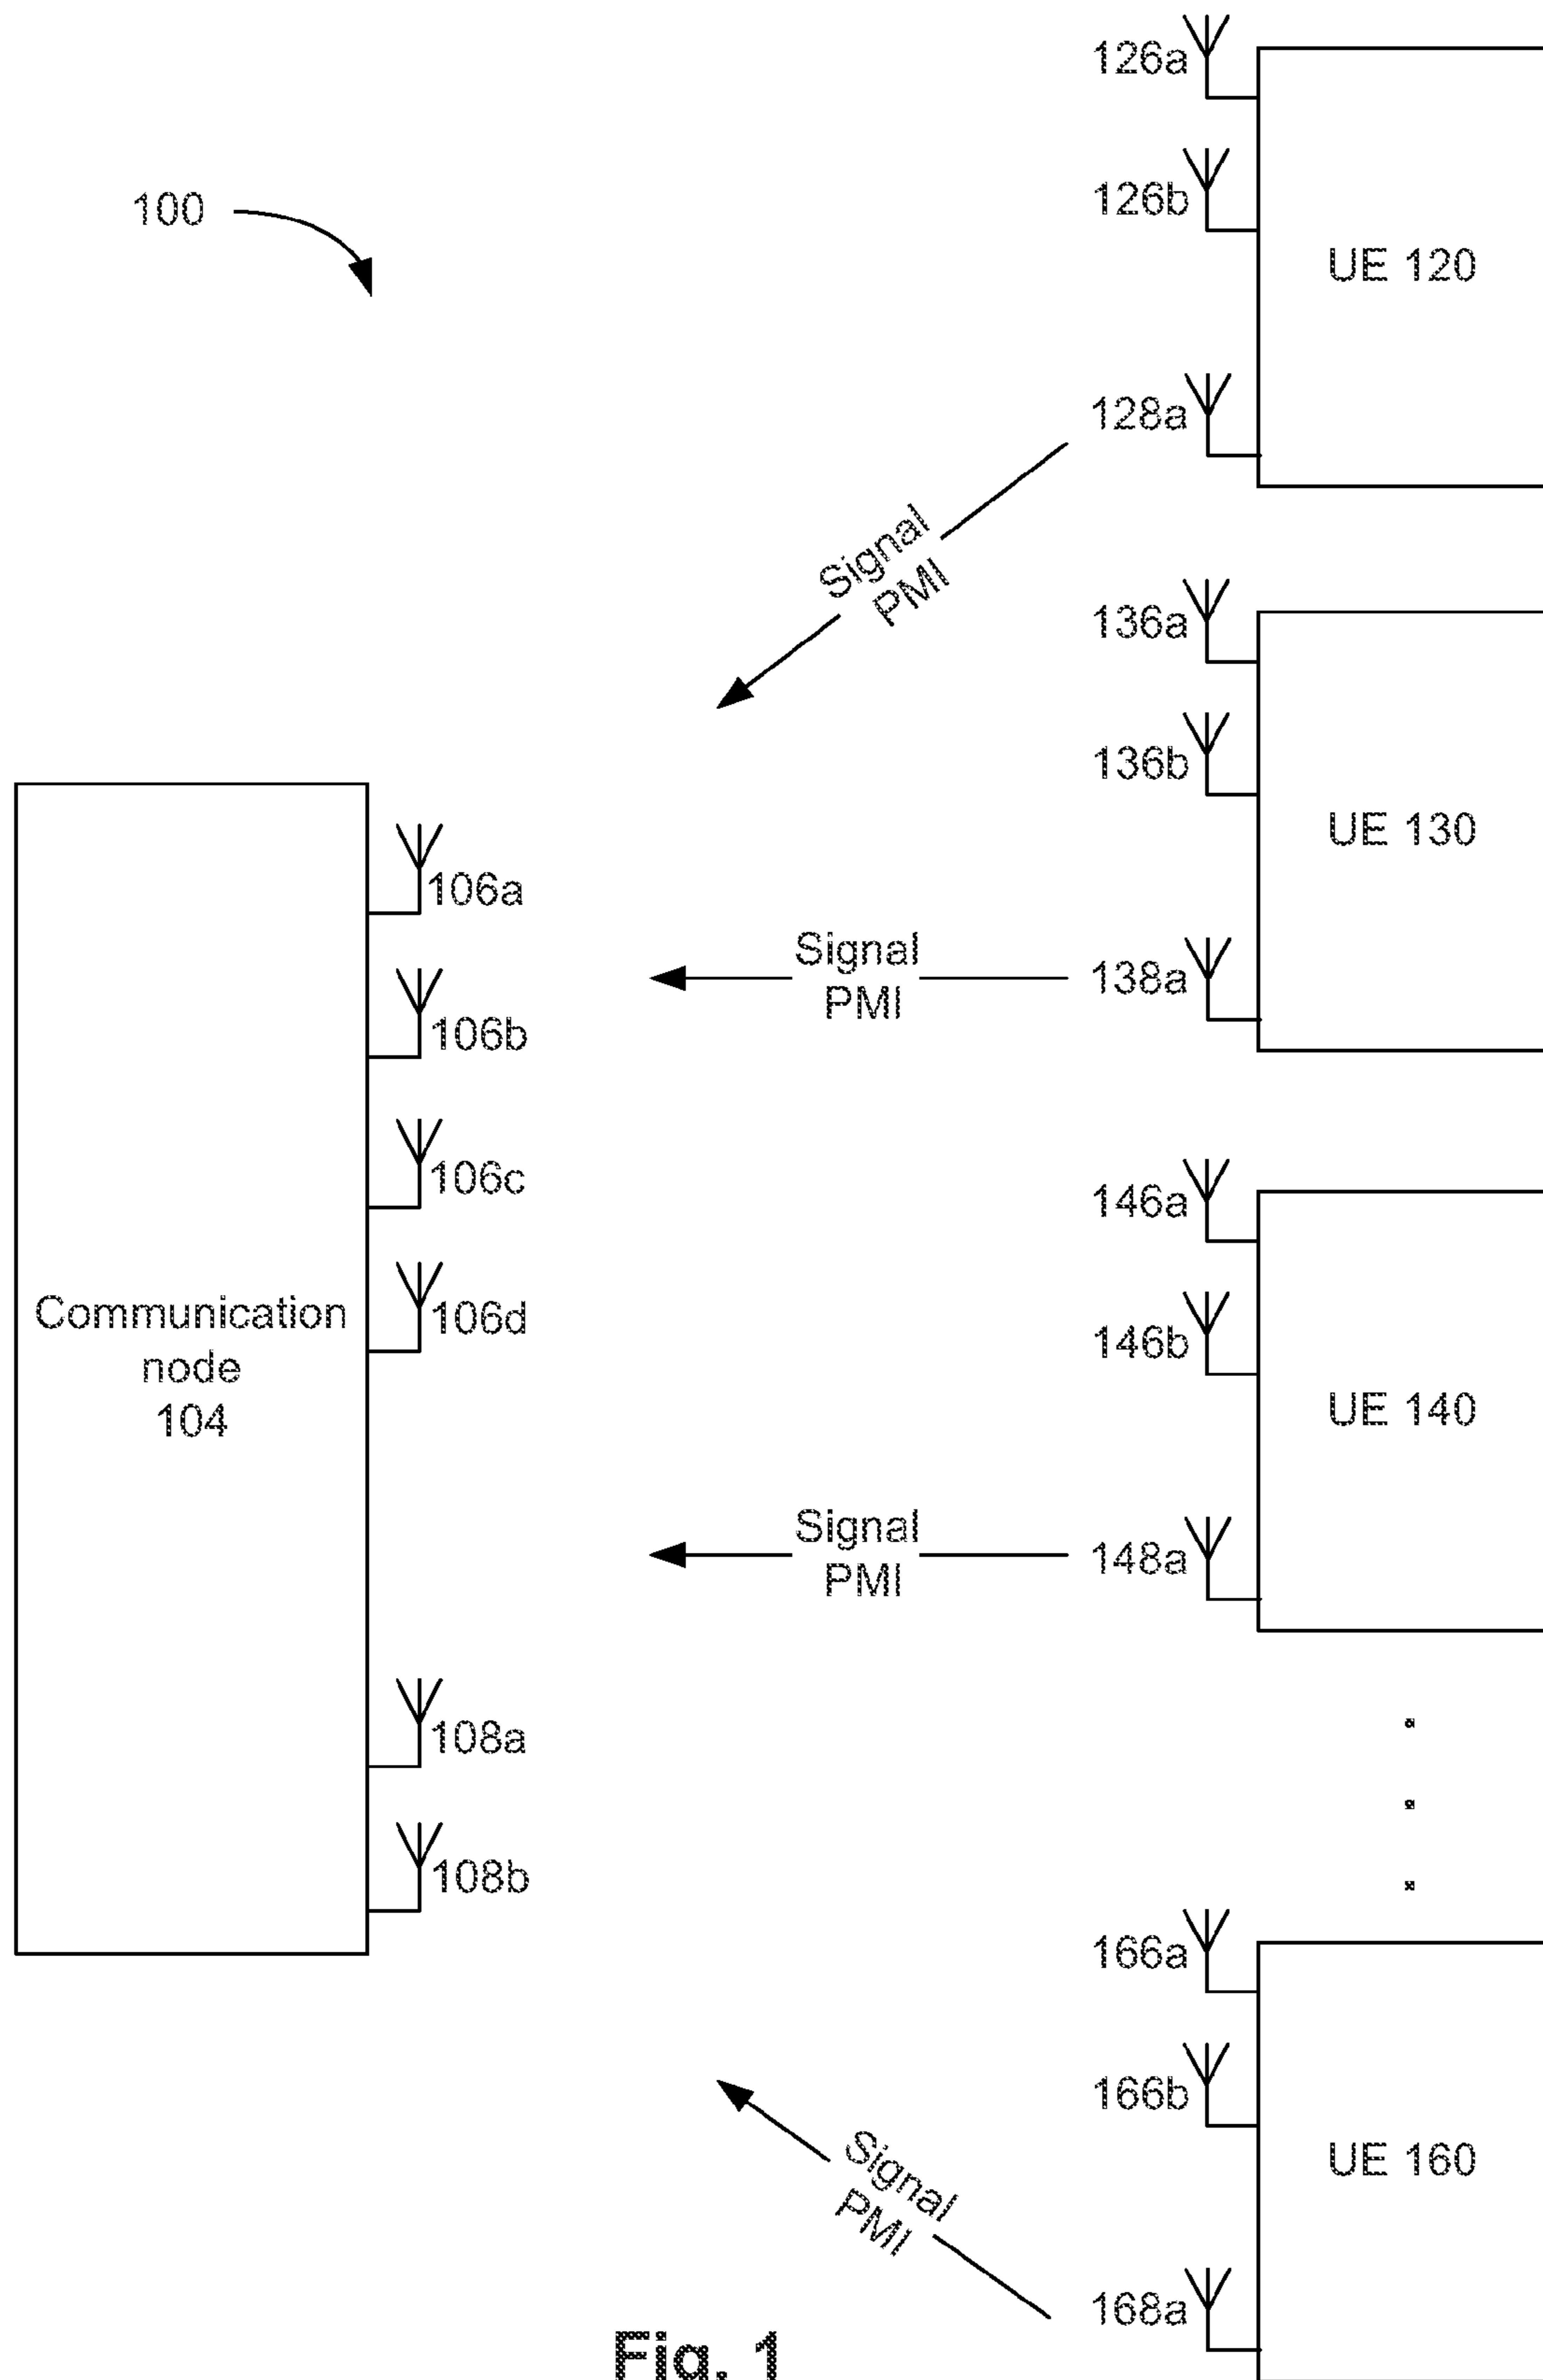 100
126a
126b
UE 120
128a
Signal
PMI
136a
136b
UE 130
138a
Signal
PMI
Communication
node
104
106a
106b
106c
106d
108a
108b
146a
146b
UE 140
148a
Signal
PMI
166a
166b
UE 160
168a
Signal
PMI
Fig. 1